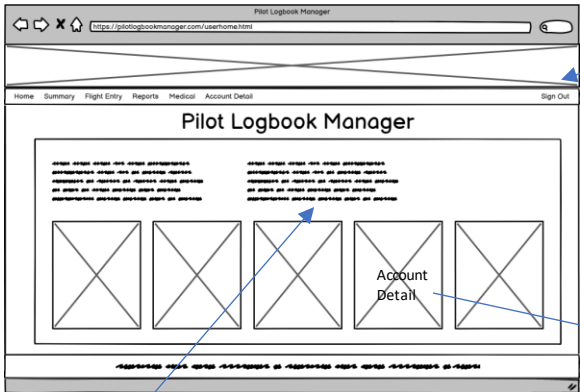 Pilot Logbook Manager
https://pilotlogbookmanager.com/userhome.html
Home Summary Flight Entry Reports Medical Account Detail Sign Out
Pilot Logbook Manager
Account
Detail